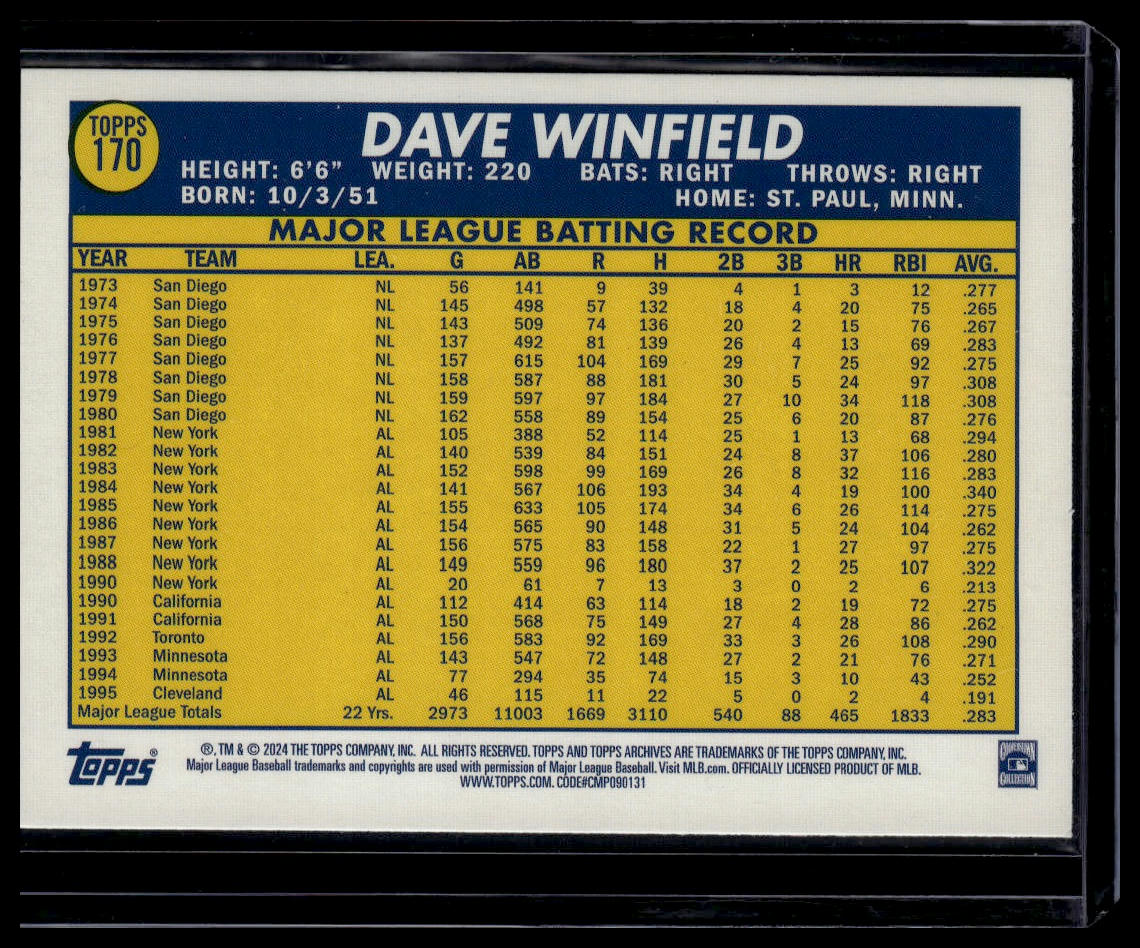 TOPPS
170
DAVE WINFIELD
HEIGHT: 6'6" WEIGHT: 220 BATS: RIGHT THROWS: RIGHT
BORN: 10/3/51 HOME: ST. PAUL, MINN.
MAJOR LEAGUE BATTING RECORD
YEAR TEAM LEA. G AB R H 2B 3B HR RBI AVG.
1973 San Diego NL 56 141 9 39 4 1 3 12 .277
1974 San Diego NL 145 498 57 132 18 4 20 75 .265
1975 San Diego NL 143 509 74 136 20 2 15 76 .267
1976 San Diego NL 137 492 81 139 26 4 13 69 .283
1977 San Diego NL 157 615 104 169 29 7 25 92 .275
1978 San Diego NL 158 587 88 181 30 5 24 97 .308
1979 San Diego NL 159 597 97 184 27 10 34 118 .308
1980 San Diego NL 162 558 89 154 25 6 20 87 .276
1981 New York AL 105 388 52 114 25 1 13 68 .294
1982 New York AL 140 539 84 151 24 8 37 106 .280
1983 New York AL 152 598 99 169 26 8 32 116 .283
1984 New York AL 141 567 106 193 34 4 19 100 .340
1985 New York AL 155 633 105 174 34 6 26 114 .275
1986 New York AL 154 565 90 148 31 5 24 104 .262
1987 New York AL 156 575 83 158 22 1 27 97 .275
1988 New York AL 149 559 96 180 37 2 25 107 .322
1990 New York AL 20 61 7 13 3 0 2 6 .213
1990 California AL 112 414 63 114 18 2 19 72 .275
1991 California AL 150 568 75 149 27 4 28 86 .262
1992 Toronto AL 156 583 92 169 33 3 26 108 .290
1993 Minnesota AL 143 547 72 148 27 2 21 76 .271
1994 Minnesota AL 77 294 35 74 15 3 10 43 .252
1995 Cleveland AL 46 115 11 22 5 0 2 4 .191
Major League Totals 22 Yrs. 2973 11003 1669 3110 540 88 465 1833 .283
Topps®
®, TM & © 2024 THE TOPPS COMPANY, INC. ALL RIGHTS RESERVED. TOPPS AND TOPPS ARCHIVES ARE TRADEMARKS OF THE TOPPS COMPANY, INC.
Major League Baseball trademarks and copyrights are used with permission of Major League Baseball. Visit MLB.com. OFFICIALLY LICENSED PRODUCT OF MLB.
WWW.TOPPS.COM. CODE#CMP090131
COOPERSTOWN
COLLECTION